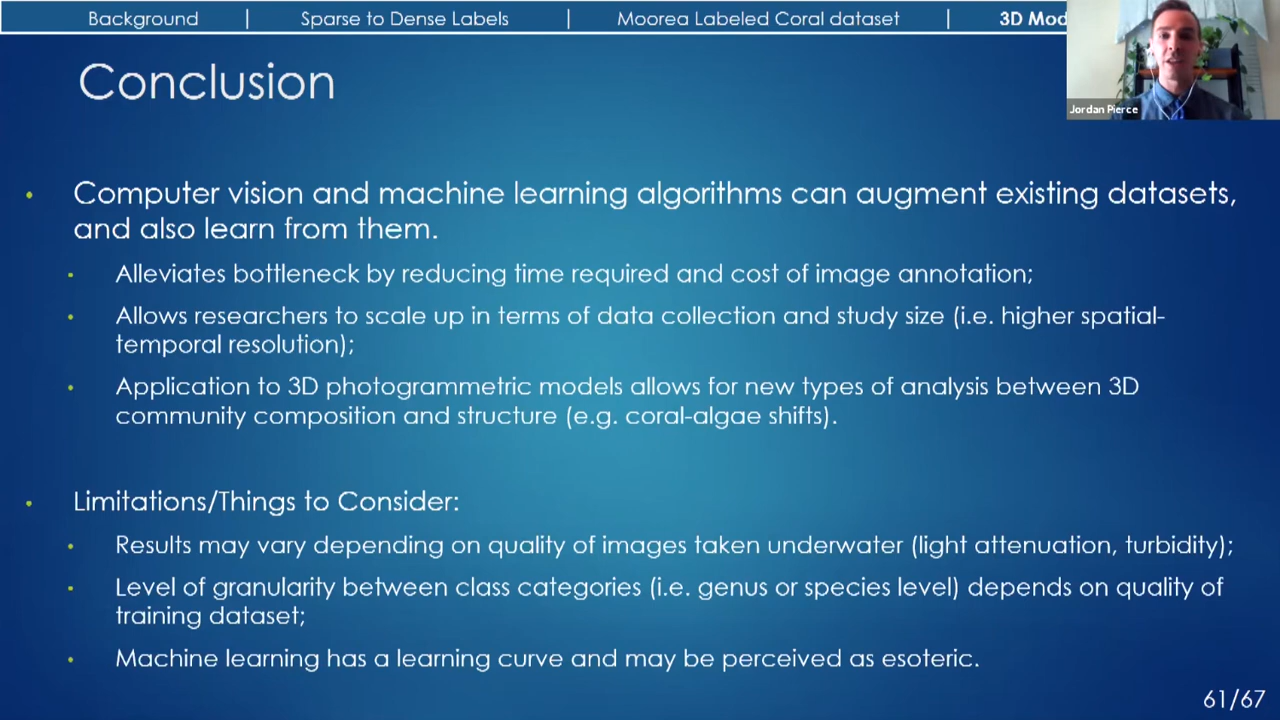 Background | Sparse to Dense Labels | Moorea Labeled Coral dataset | 3D Mod
Jordan Pierce
Conclusion
• Computer vision and machine learning algorithms can augment existing datasets,
and also learn from them.
• Alleviates bottleneck by reducing time required and cost of image annotation;
• Allows researchers to scale up in terms of data collection and study size (i.e. higher spatial-
temporal resolution);
• Application to 3D photogrammetric models allows for new types of analysis between 3D
community composition and structure (e.g. coral-algae shifts).
• Limitations/Things to Consider:
• Results may vary depending on quality of images taken underwater (light attenuation, turbidity);
• Level of granularity between class categories (i.e. genus or species level) depends on quality of
training dataset;
• Machine learning has a learning curve and may be perceived as esoteric.
61/67